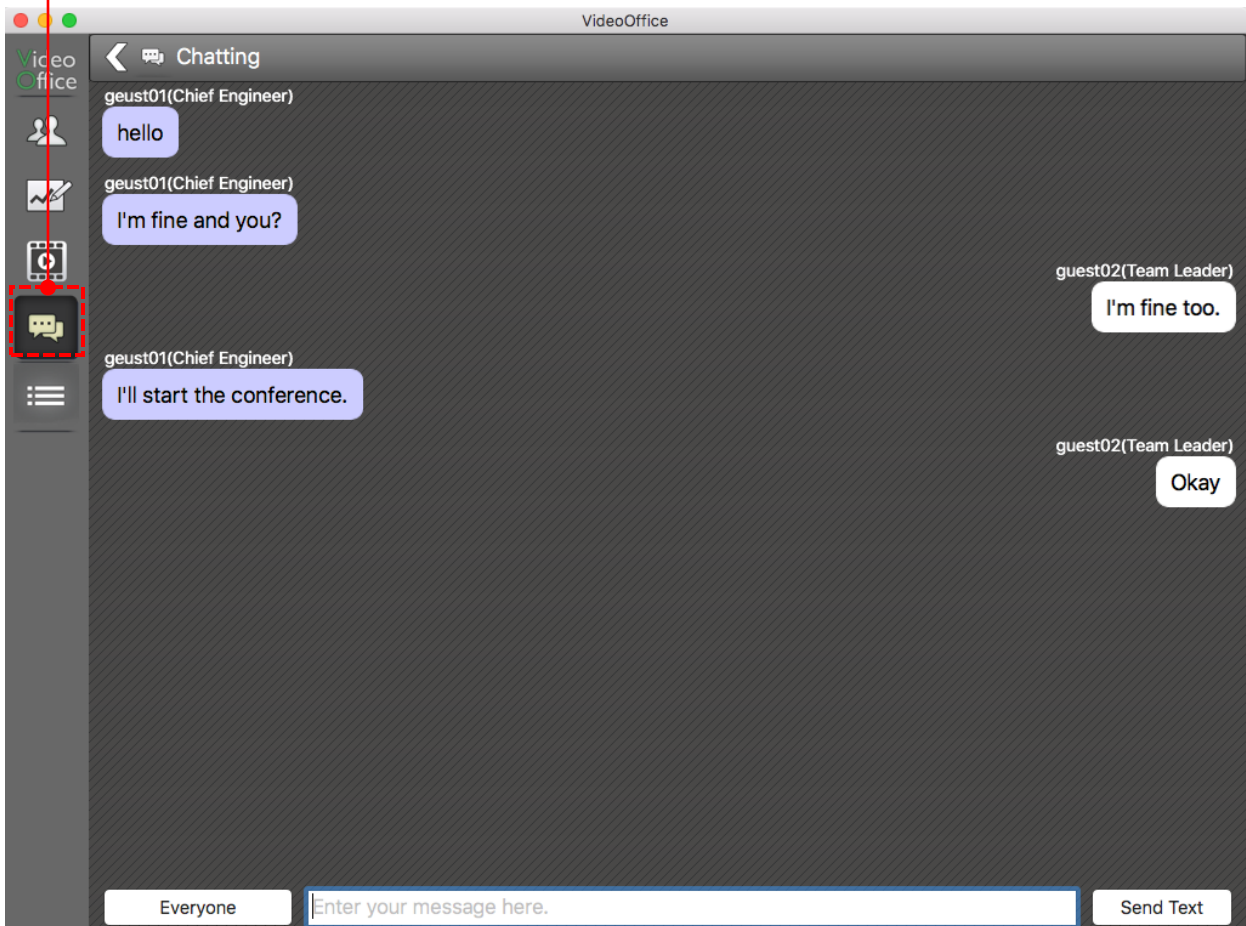 VideoOffice
Video
Office
Chatting
geust01(Chief Engineer)
hello
geust01(Chief Engineer)
I'm fine and you?
guest02(Team Leader)
I'm fine too.
geust01(Chief Engineer)
I'll start the conference.
guest02(Team Leader)
Okay
Everyone
Enter your message here.
Send Text